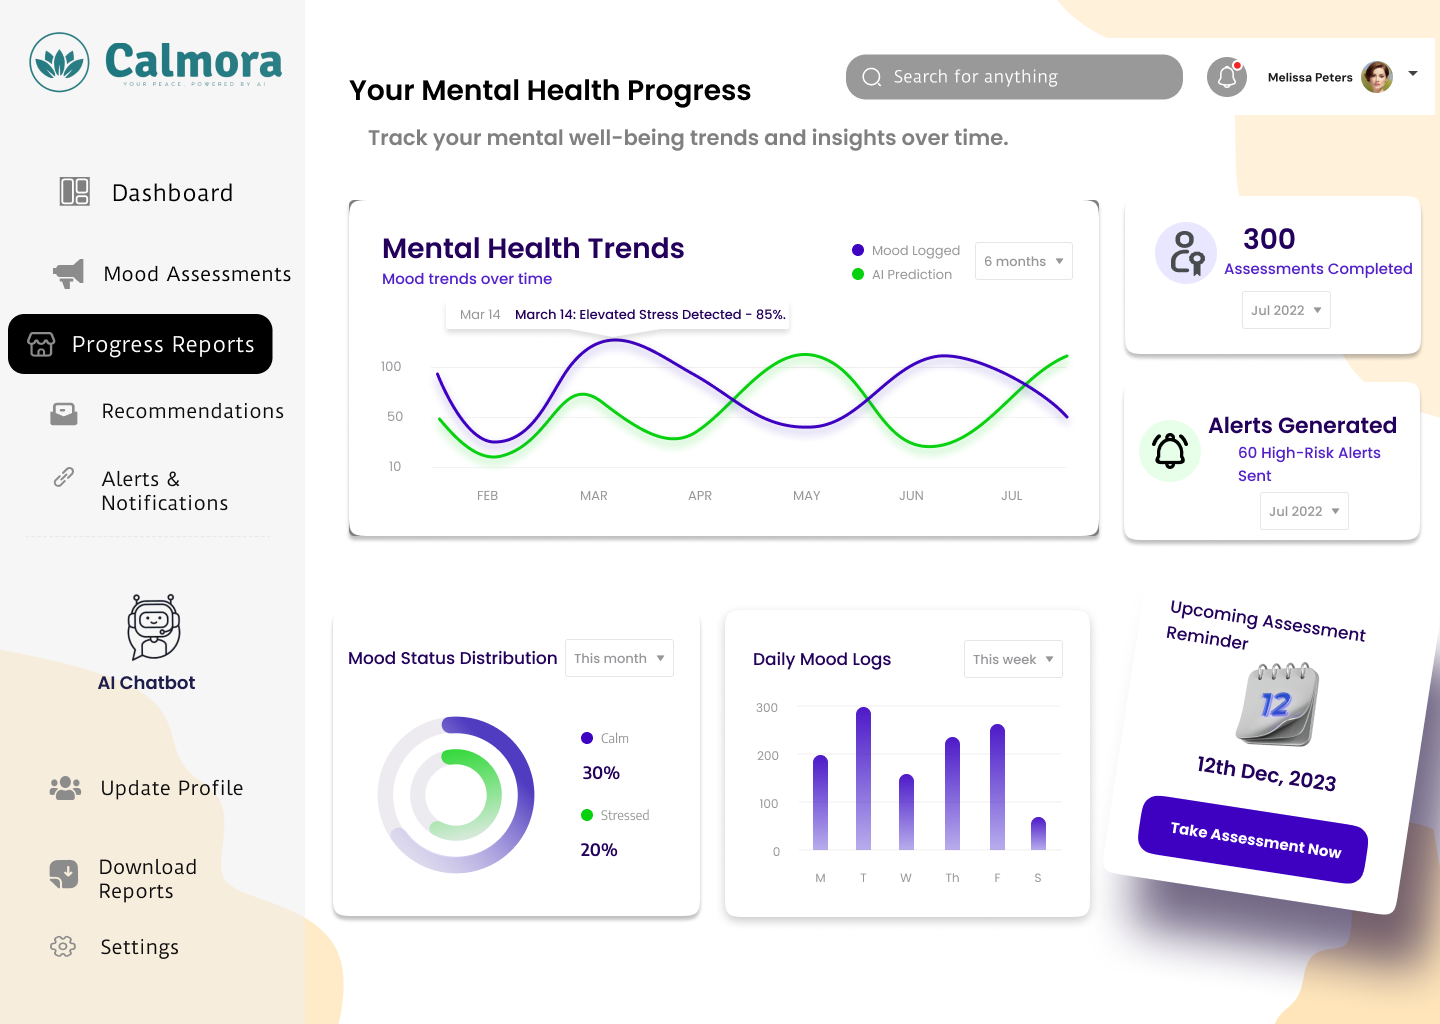 Calmora
YOUR PEACE, POWERED BY AI
Dashboard
Mood Assessments
Progress Reports
Recommendations
Alerts &
Notifications
AI Chatbot
Update Profile
Download
Reports
Settings
Your Mental Health Progress
Search for anything
Melissa Peters
Track your mental well-being trends and insights over time.
Mental Health Trends
Mood trends over time
Mood Logged
AI Prediction
6 months
Mar 14 March 14: Elevated Stress Detected - 85%.
100
50
10
FEB MAR APR MAY JUN JUL
300
Assessments Completed
Jul 2022
Alerts Generated
60 High-Risk Alerts
Sent
Jul 2022
Mood Status Distribution
This month
Calm
30%
Stressed
20%
Daily Mood Logs
This week
300
200
100
0
M T W Th F S
Upcoming Assessment
Reminder
12
12th Dec, 2023
Take Assessment Now